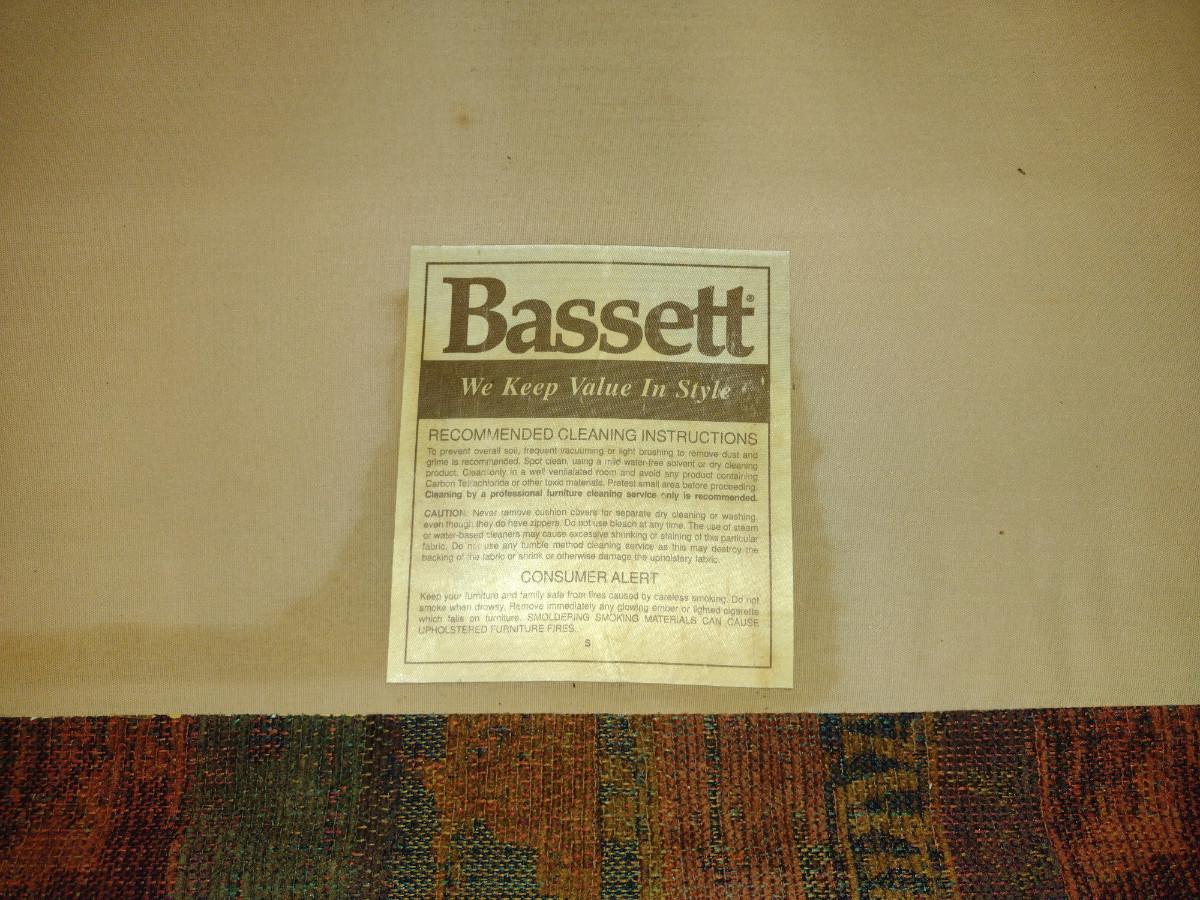 Bassett®
We Keep Value In Style
RECOMMENDED CLEANING INSTRUCTIONS
To prevent overall soil, frequent vacuuming or light brushing to remove dust and
grime is recommended. Spot clean, using a mild water-free solvent or dry cleaning
product. Clean only in a well ventilated room and avoid any product containing
Carbon Tetrachloride or other toxic materials. Pretest small area before proceeding.
Cleaning by a professional furniture cleaning service only is recommended.
CAUTION: Never remove cushion covers for separate dry cleaning or washing,
even though they do have zippers. Do not use bleach at any time. The use of steam
or water-based cleaners may cause excessive shrinking or staining of this particular
fabric. Do not use any tumble method cleaning service as this may destroy the
backing of the fabric or shrink or otherwise damage the upholstery fabric.
CONSUMER ALERT
Keep your furniture and family safe from fires caused by careless smoking. Do not
smoke when drowsy. Remove immediately any glowing ember or lighted cigarette
which falls on furniture. SMOLDERING SMOKING MATERIALS CAN CAUSE
UPHOLSTERED FURNITURE FIRES.
S